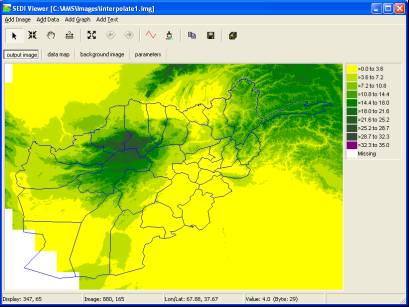 SEDI Viewer [C:\AMS\Images\interpolate1.img]
Add Image Add Data Add Graph Add Text
output image data map background image parameters
>0.0 to 3.6
>3.6 to 7.2
>7.2 to 10.8
>10.8 to 14.4
>14.4 to 18.0
>18.0 to 21.6
>21.6 to 25.2
>25.2 to 28.7
>28.7 to 32.3
>32.3 to 35.0
Missing
Display: 347, 65 Image: 880, 165 Lon/Lat: 67.88, 37.67 Value: 4.0 (Byte: 29)